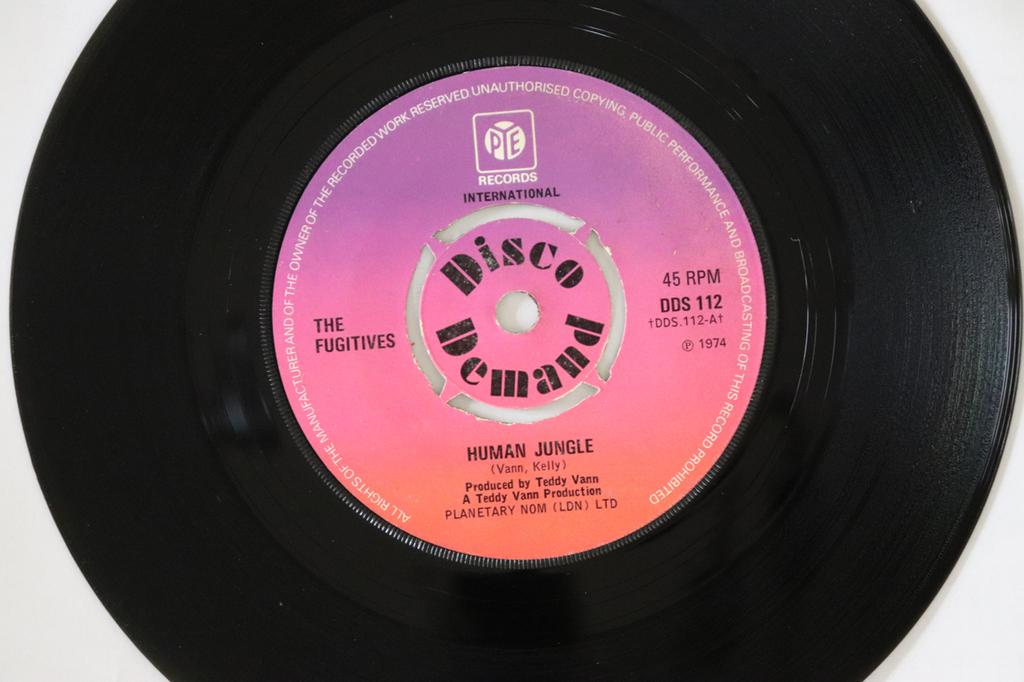 ALL RIGHTS OF THE MANUFACTURER AND OF THE OWNER OF THE RECORDED WORK RESERVED UNAUTHORISED COPYING, PUBLIC PERFORMANCE AND BROADCASTING OF THIS RECORD PROHIBITED
PYE
RECORDS
INTERNATIONAL
Disco
Demand
THE
FUGITIVES
45 RPM
DDS 112
†DDS.112-A†
℗ 1974
HUMAN JUNGLE
(Vann, Kelly)
Produced by Teddy Vann
A Teddy Vann Production
PLANETARY NOM (LDN) LTD